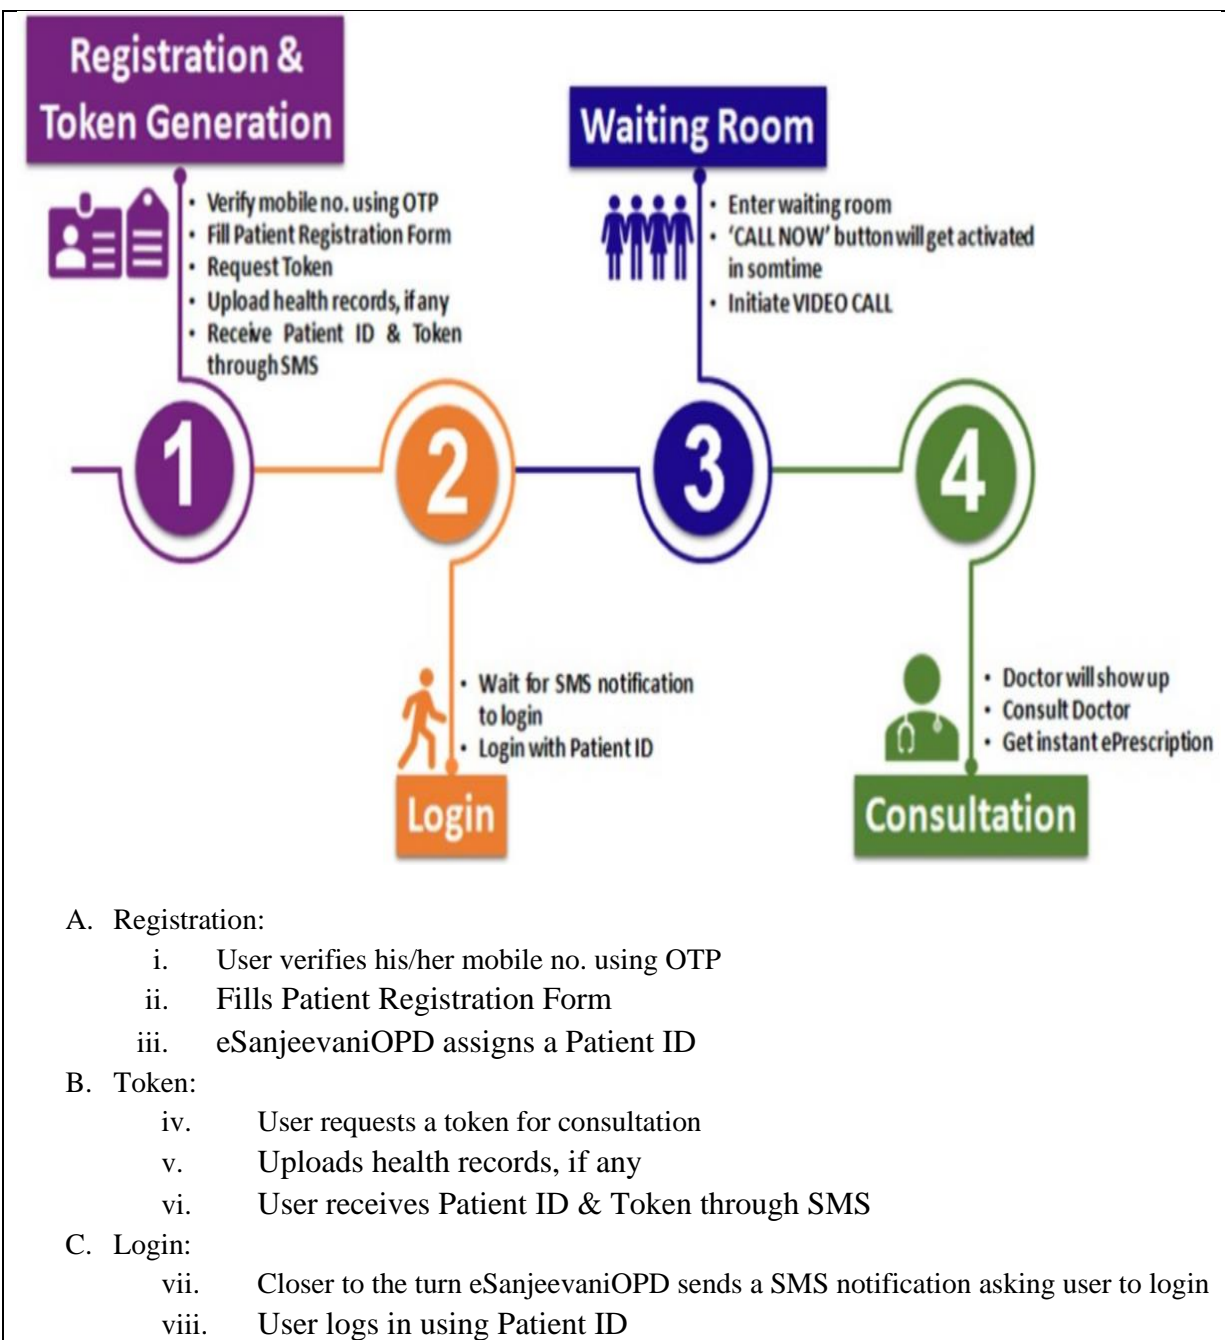 Registration &
Token Generation
• Verify mobile no. using OTP
• Fill Patient Registration Form
• Request Token
• Upload health records, if any
• Receive Patient ID & Token
through SMS
Waiting Room
• Enter waiting room
• ‘CALL NOW’ button will get activated
in somtime
• Initiate VIDEO CALL
1
2
3
4
• Wait for SMS notification
to login
• Login with Patient ID
Login
• Doctor will show up
• Consult Doctor
• Get instant ePrescription
Consultation
A. Registration:
i. User verifies his/her mobile no. using OTP
ii. Fills Patient Registration Form
iii. eSanjeevaniOPD assigns a Patient ID
B. Token:
iv. User requests a token for consultation
v. Uploads health records, if any
vi. User receives Patient ID & Token through SMS
C. Login:
vii. Closer to the turn eSanjeevaniOPD sends a SMS notification asking user to login
viii. User logs in using Patient ID